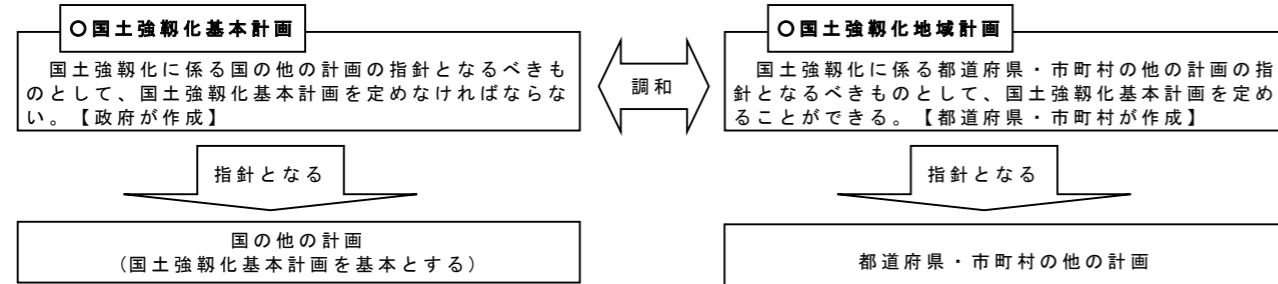 〇国土強靱化基本計画
国土強靱化に係る国の他の計画の指針となるべきも
のとして、国土強靱化基本計画を定めなければならな
い。【政府が作成】
調和
〇国土強靱化地域計画
国土強靱化に係る都道府県・市町村の他の計画の指
針となるべきものとして、国土強靱化基本計画を定め
ることができる。【都道府県・市町村が作成】
指針となる
指針となる
国の他の計画
(国土強靱化基本計画を基本とする)
都道府県・市町村の他の計画